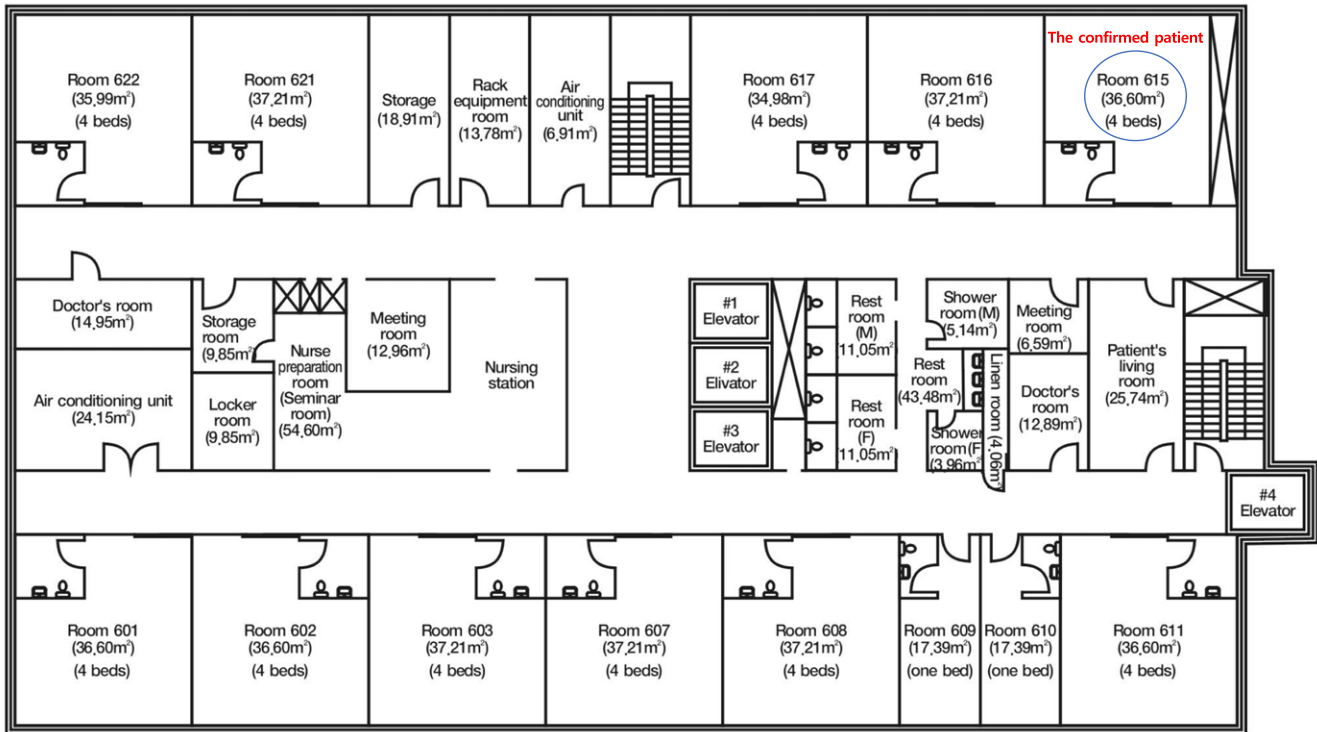 The confirmed patient
Room 622
(35,99m²)
(4 beds)
Room 621
(37,21m²)
(4 beds)
Storage
(18,91m²)
Rack
equipment
room
(13,78m²)
Air
conditioning
unit
(6,91m²)
Room 617
(34,98m²)
(4 beds)
Room 616
(37,21m²)
(4 beds)
Room 615
(36,60m²)
(4 beds)
Doctor's room
(14,95m²)
Storage
room
(9,85m²)
Air conditioning unit
(24,15m²)
Locker
room
(9,85m²)
Nurse
preparation
room
(Seminar
room)
(54,60m²)
Meeting
room
(12,96m²)
Nursing
station
#1
Elevator
#2
Elivator
#3
Elevator
Rest
room
(M)
(11,05m²)
Rest
room
(F)
(11,05m²)
Shower
room (M)
(5,14m²)
Rest
room
(43,48m²)
Shower
room (F)
(3,96m²)
Linen room (4,06m²)
Meeting
room
(6,59m²)
Doctor's
room
(12,89m²)
Patient's
living
room
(25,74m²)
#4
Elevator
Room 601
(36,60m²)
(4 beds)
Room 602
(36,60m²)
(4 beds)
Room 603
(37,21m²)
(4 beds)
Room 607
(37,21m²)
(4 beds)
Room 608
(37,21m²)
(4 beds)
Room 609
(17,39m²)
(one bed)
Room 610
(17,39m²)
(one bed)
Room 611
(36,60m²)
(4 beds)